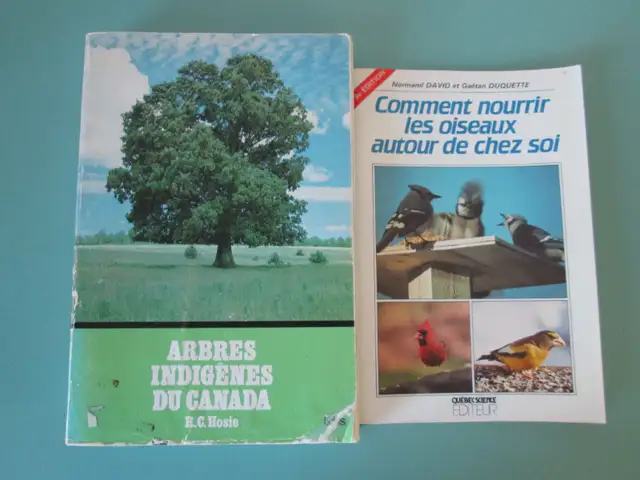 ARBRES
INDIGÈNES
DU CANADA
R.C. Hosie
Normand DAVID et Gaétan DUQUETTE
Comment nourrir
les oiseaux
autour de chez soi
QUÉBEC SCIENCE
ÉDITEUR